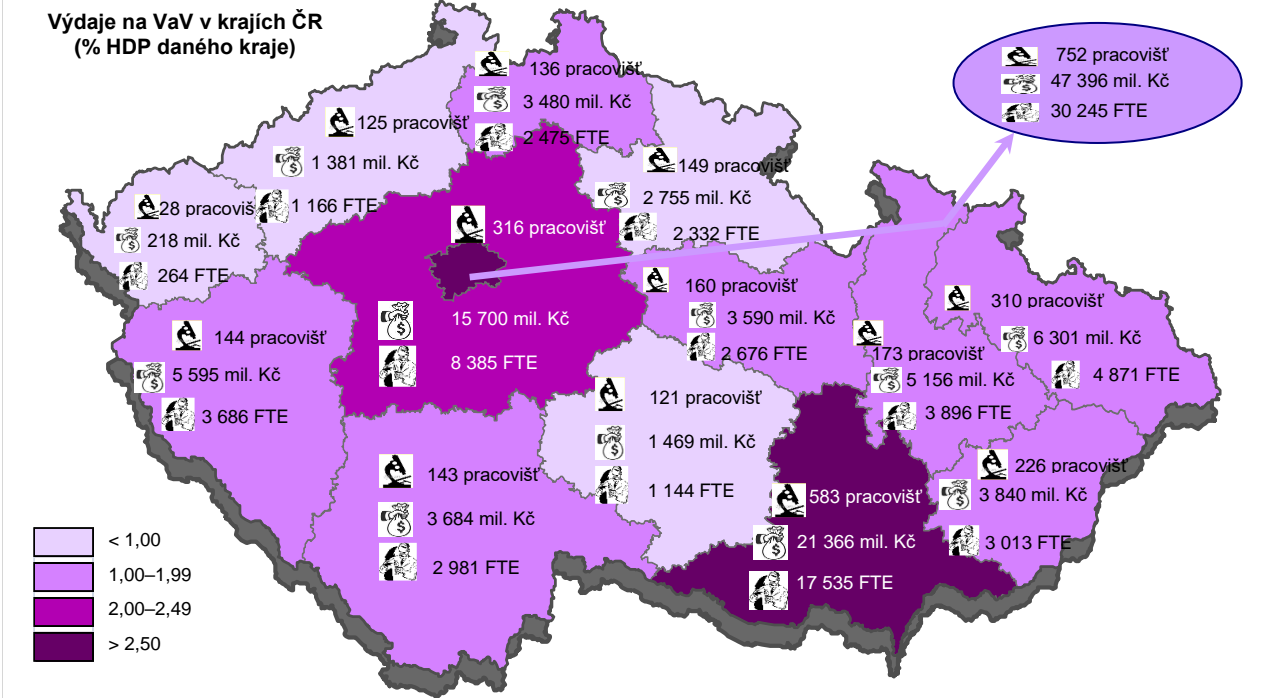 Výdaje na VaV v krajích ČR
(% HDP daného kraje)
752 pracovišť
47 396 mil. Kč
30 245 FTE
136 pracovišť
3 480 mil. Kč
2 475 FTE
125 pracovišť
1 381 mil. Kč
1 166 FTE
149 pracovišť
2 755 mil. Kč
2 332 FTE
28 pracovišť
218 mil. Kč
264 FTE
316 pracovišť
15 700 mil. Kč
8 385 FTE
160 pracovišť
3 590 mil. Kč
2 676 FTE
310 pracovišť
6 301 mil. Kč
4 871 FTE
144 pracovišť
5 595 mil. Kč
3 686 FTE
173 pracovišť
5 156 mil. Kč
3 896 FTE
121 pracovišť
1 469 mil. Kč
1 144 FTE
143 pracovišť
3 684 mil. Kč
2 981 FTE
226 pracovišť
3 840 mil. Kč
3 013 FTE
583 pracovišť
21 366 mil. Kč
17 535 FTE
< 1,00
1,00–1,99
2,00–2,49
> 2,50